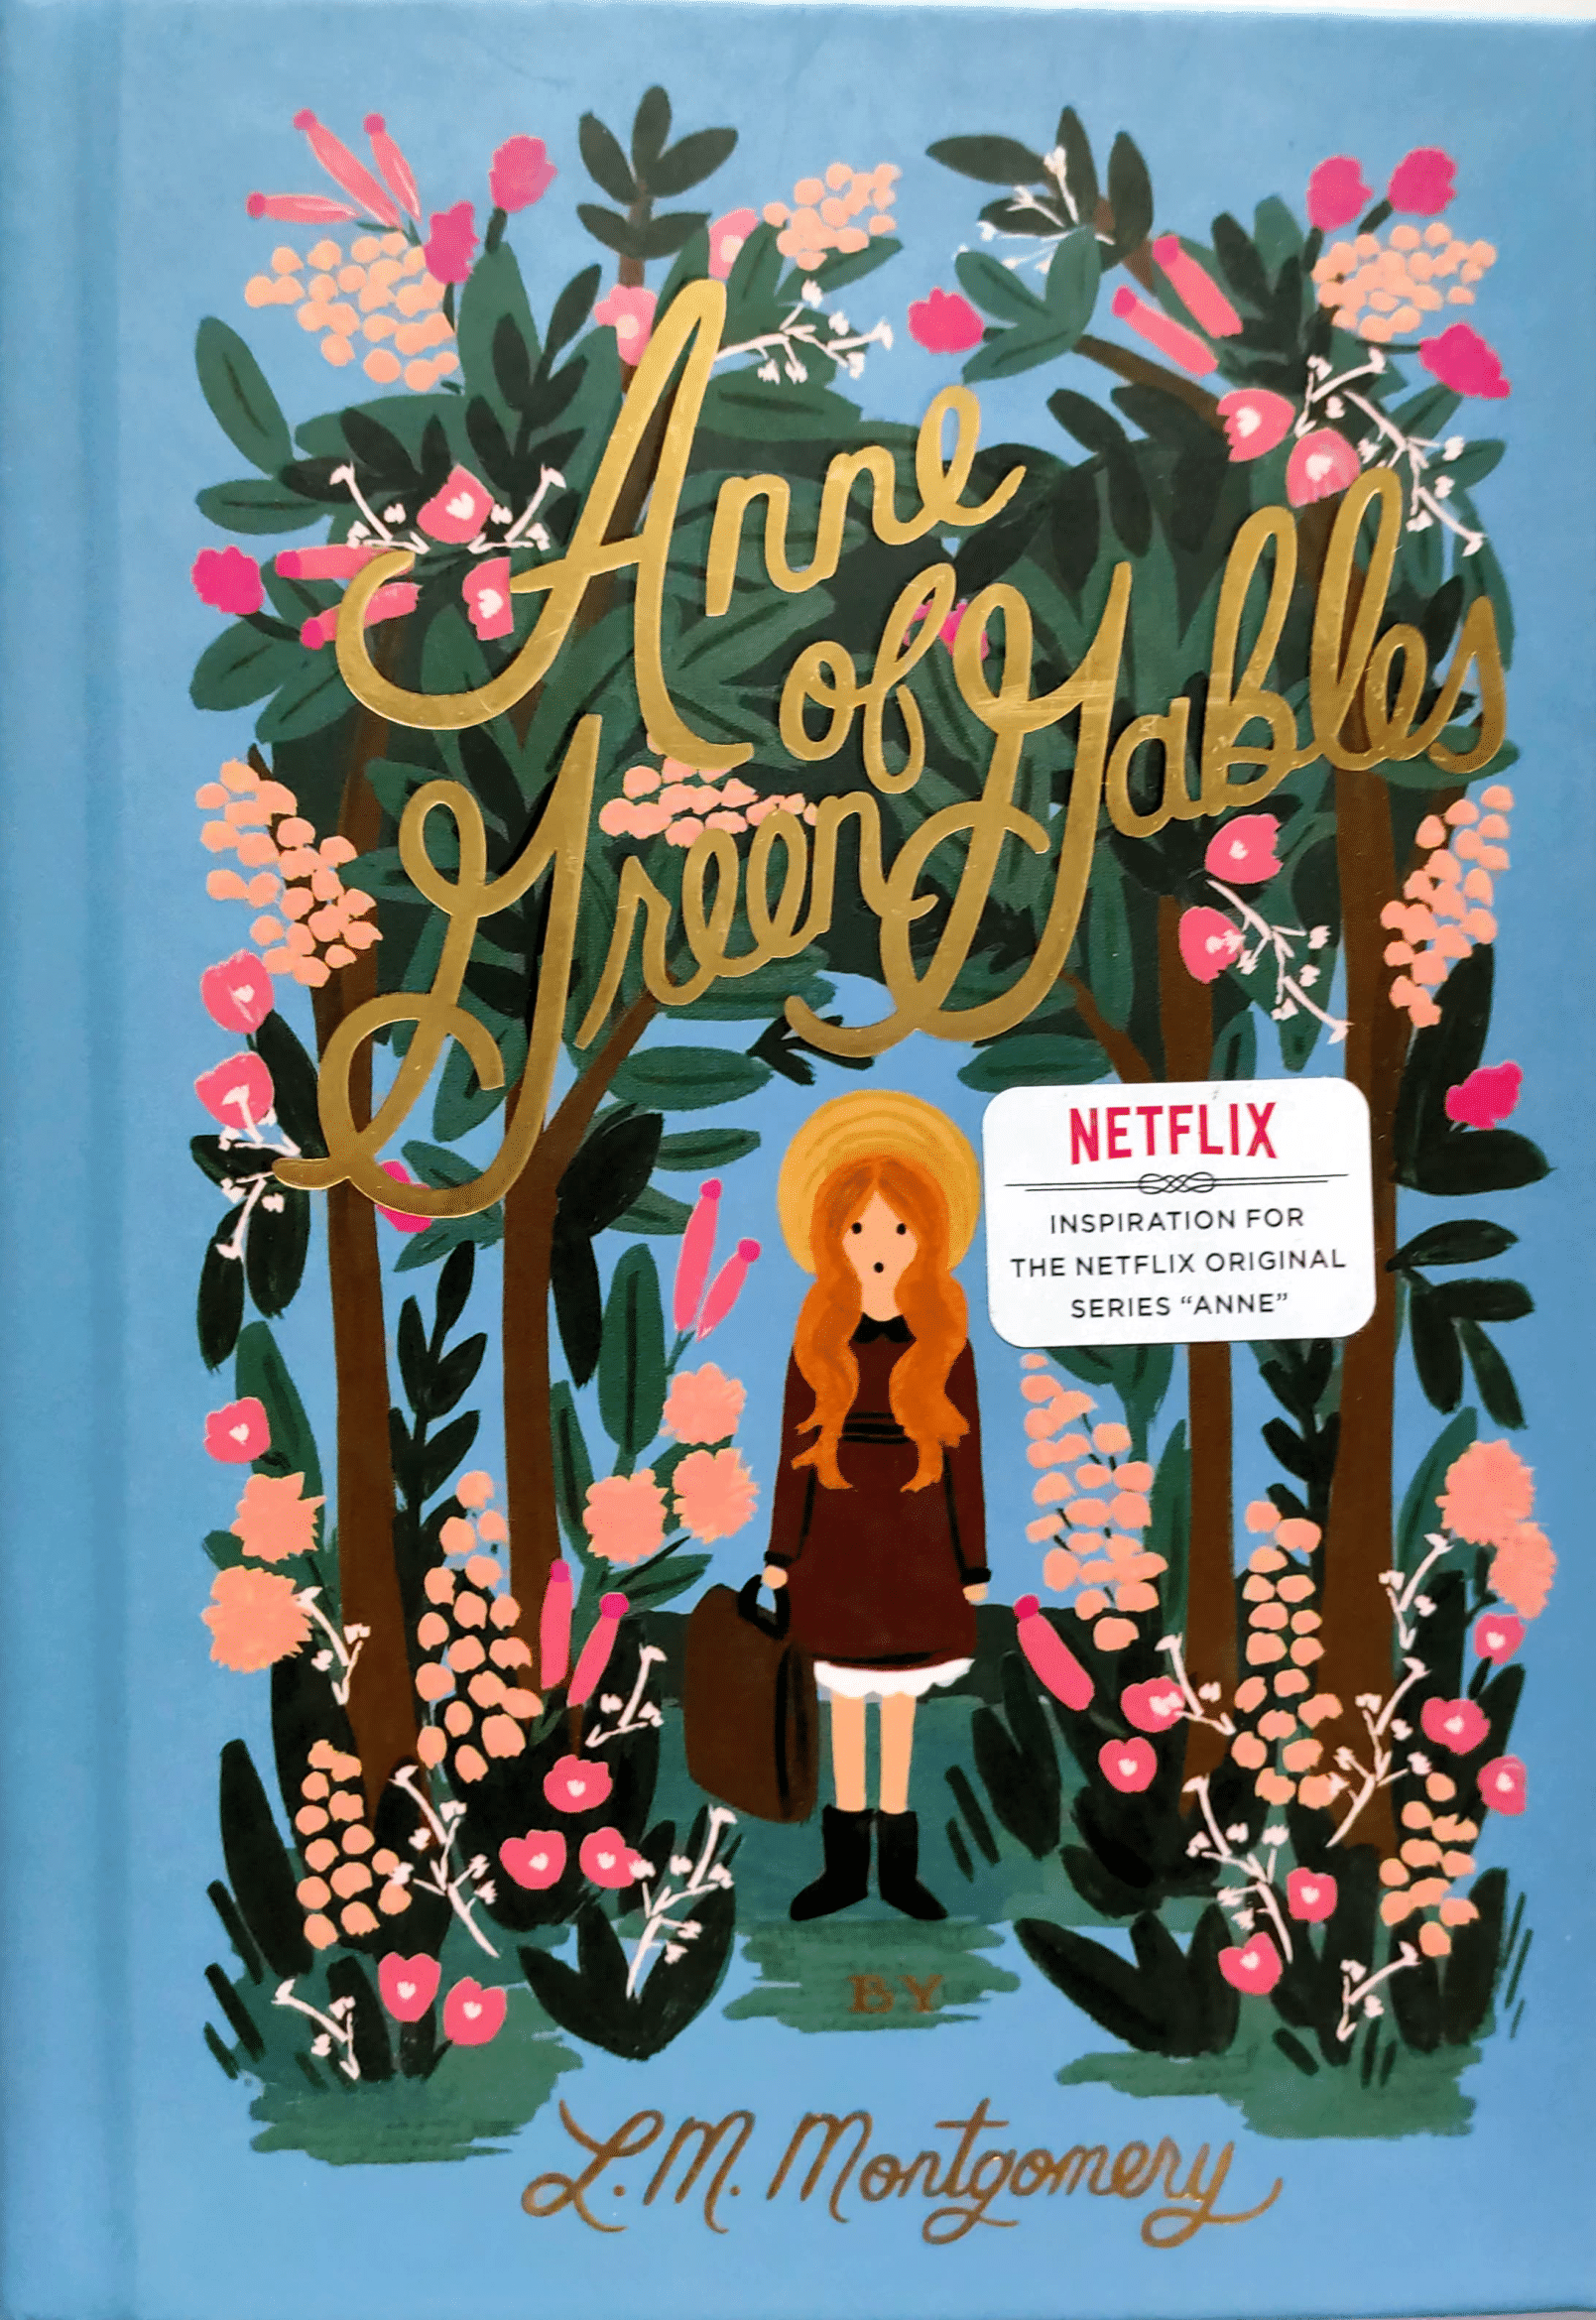 Anne
of
Green Gables
NETFLIX
INSPIRATION FOR
THE NETFLIX ORIGINAL
SERIES “ANNE”
BY
L.M. Montgomery